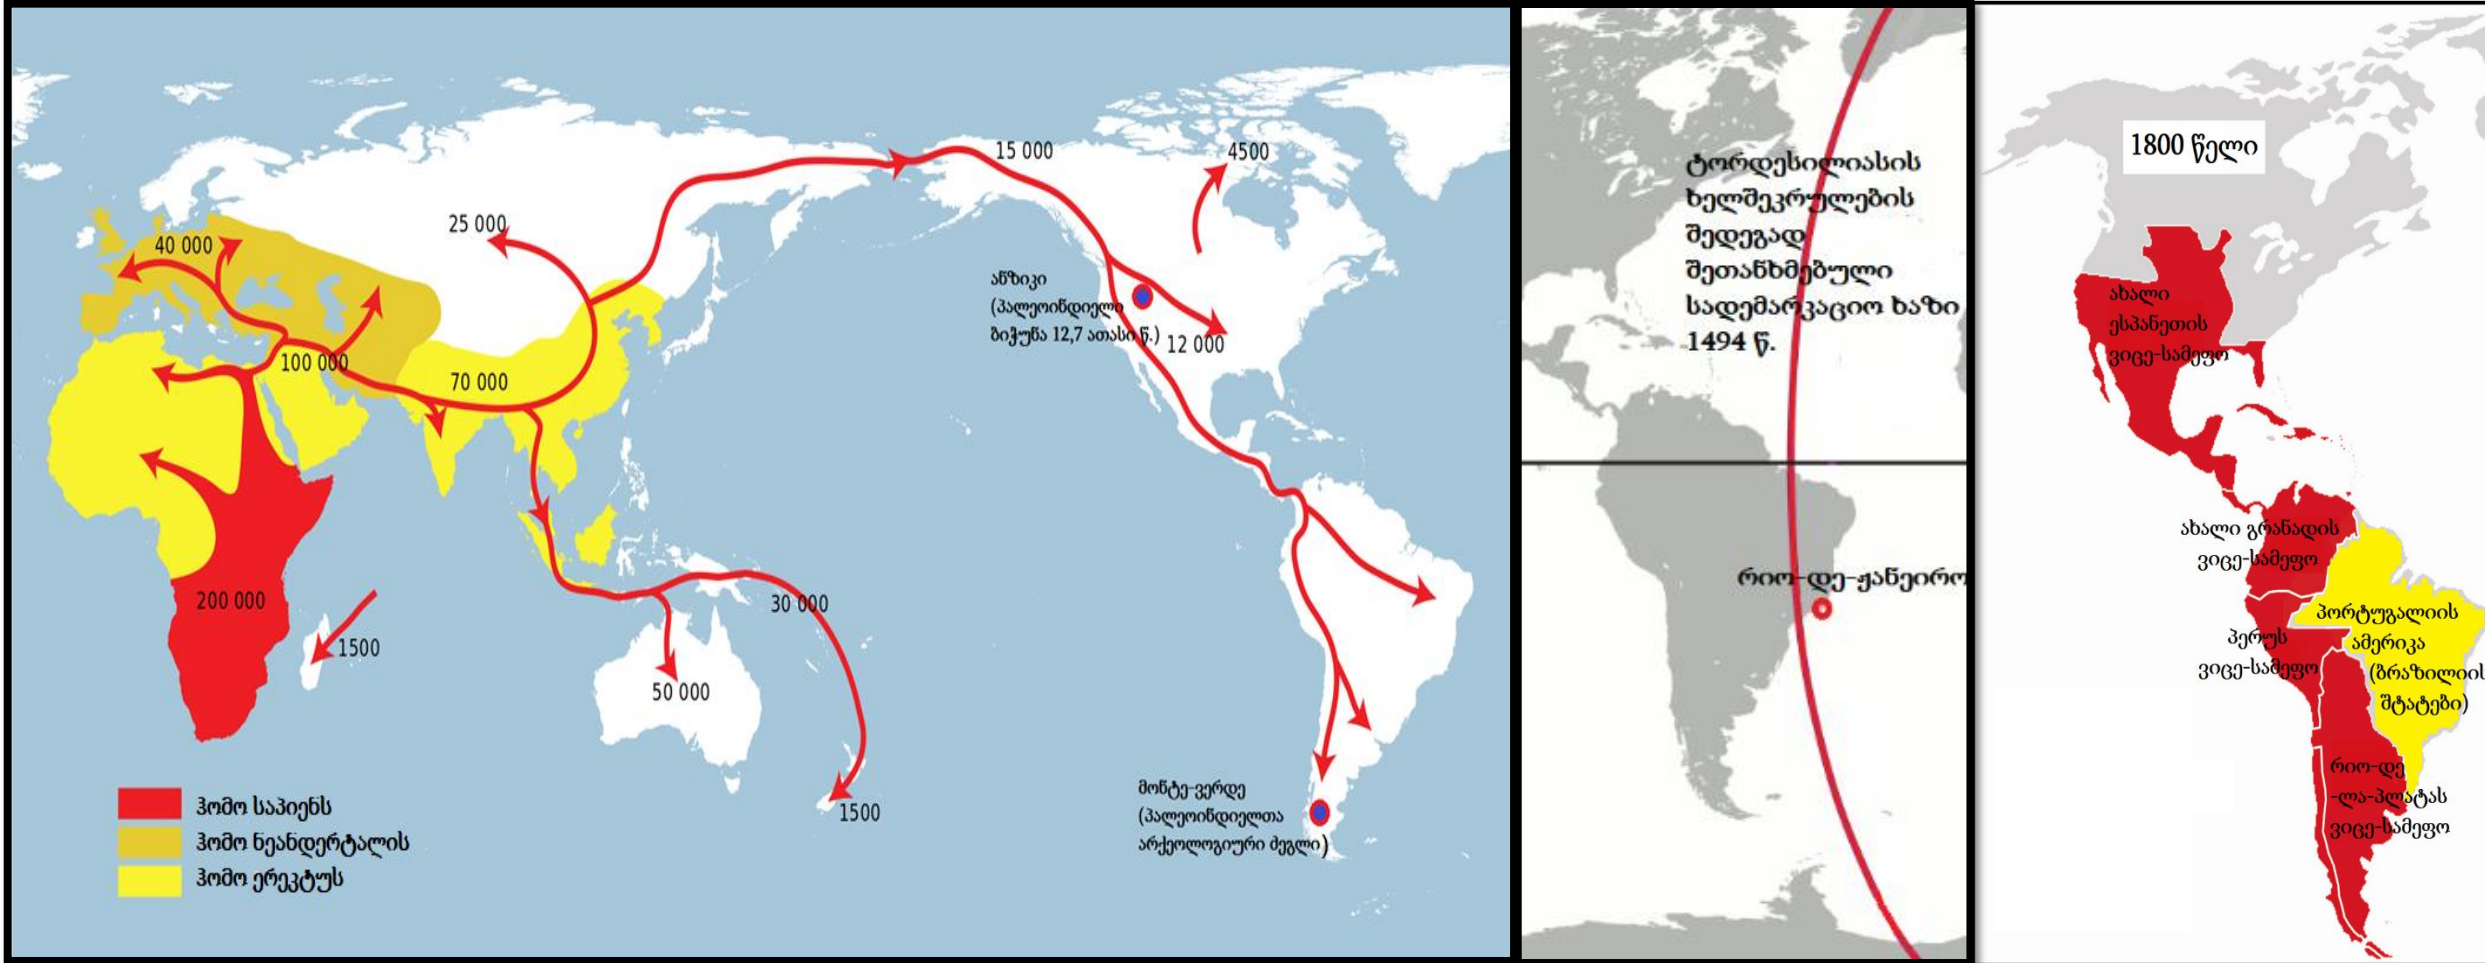 40 000
25 000
100 000
70 000
200 000
1500
50 000
30 000
1500
15 000
4500
12 000
ანზიკი
(პალეოინდიელი
ბიჭუნა 12,7 ათასი წ.)
მონტე-ვერდე
(პალეოინდიელთა
არქეოლოგიური ძეგლი)
ჰომო საპიენს
ჰომო ნეანდერტალის
ჰომო ერეკტუს
ტორდესილიასის
ხელშეკრულების
შედეგად
შეთანხმებული
სადემარკაციო ხაზი
1494 წ.
რიო-დე-ჟანეირო
1800 წელი
ახალი
ესპანეთის
ვიცე-სამეფო
ახალი გრანადის
ვიცე-სამეფო
პერუს
ვიცე-სამეფო
პორტუგალიის
ამერიკა
(ბრაზილიის
შტატები)
რიო-დე
-ლა-პლატას
ვიცე-სამეფო